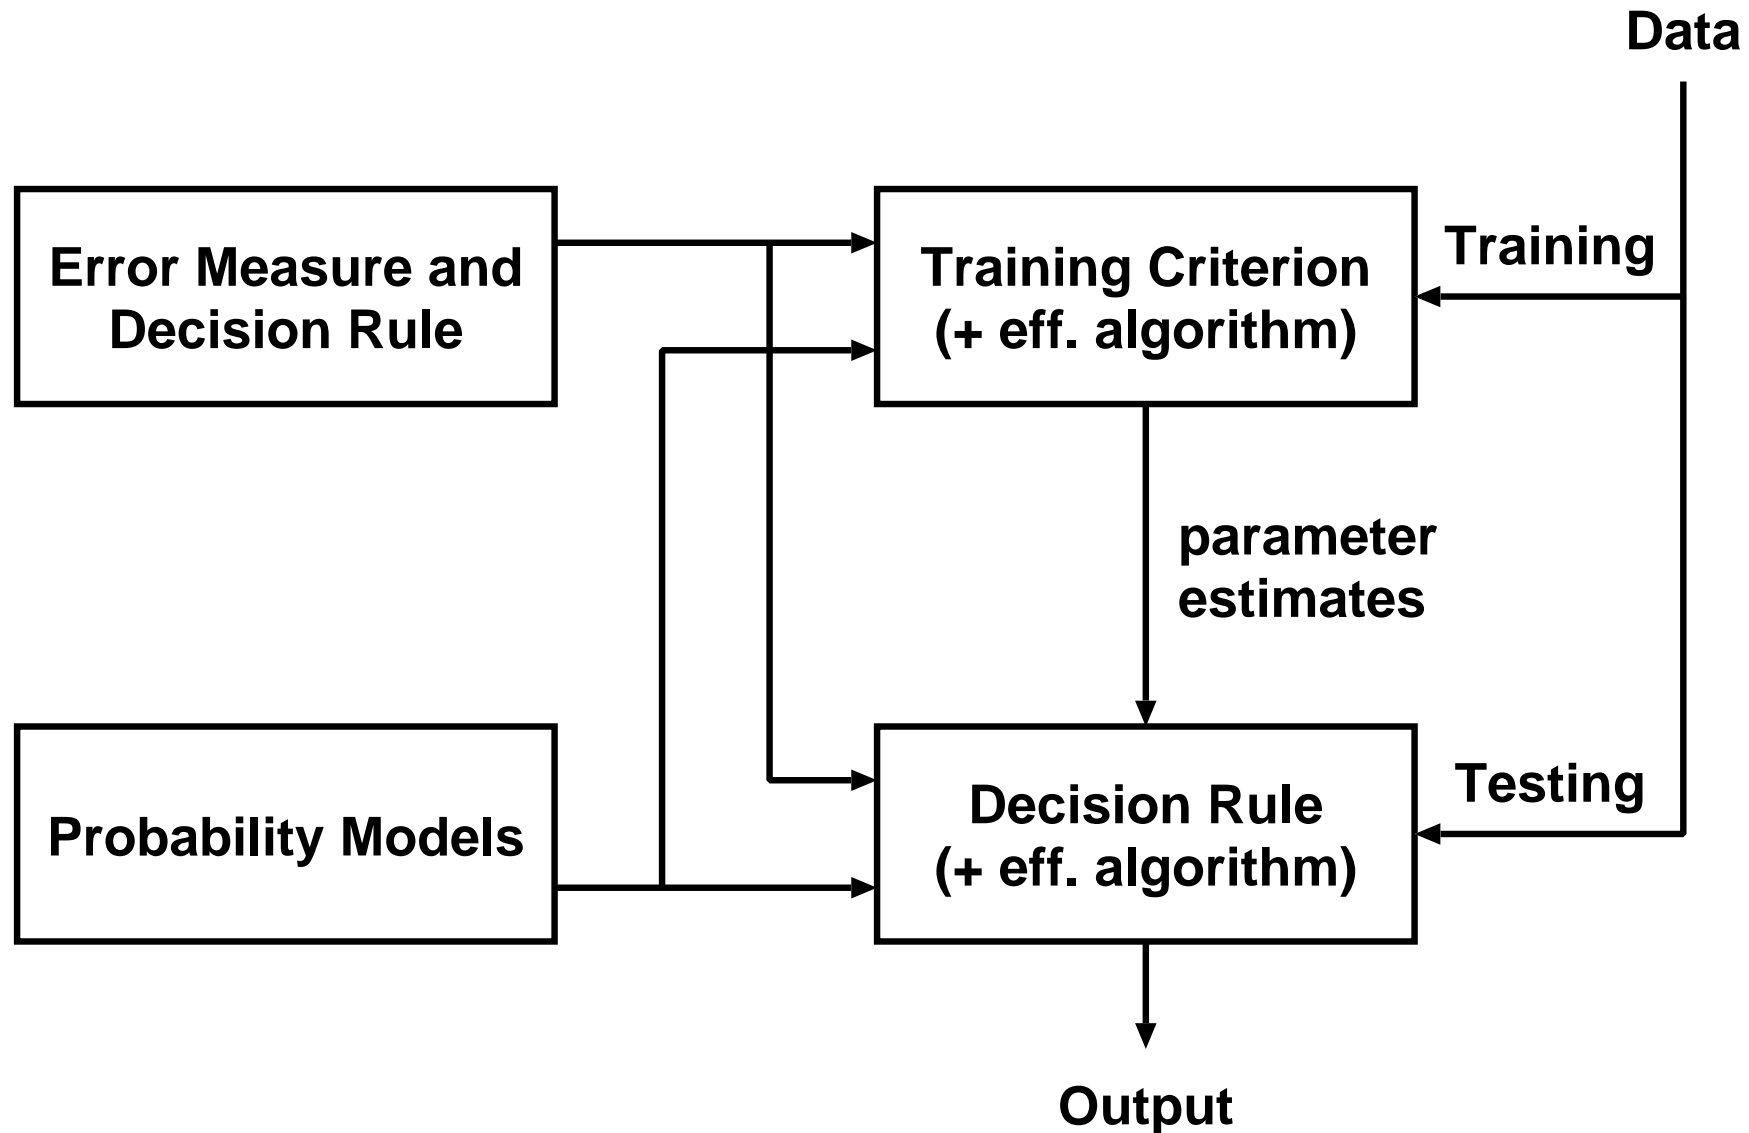 Data
Error Measure and
Decision Rule
Training Criterion
(+ eff. algorithm)
Training
parameter
estimates
Probability Models
Decision Rule
(+ eff. algorithm)
Testing
Output